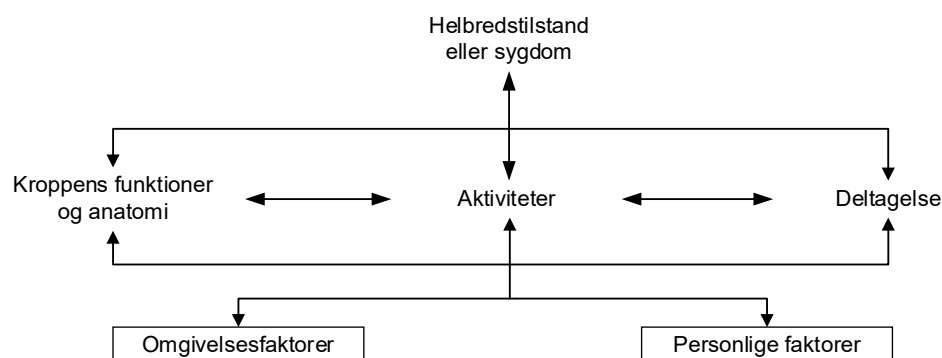 Helbredstilstand
eller sygdom
Kroppens funktioner
og anatomi
Aktiviteter
Deltagelse
Omgivelsesfaktorer
Personlige faktorer